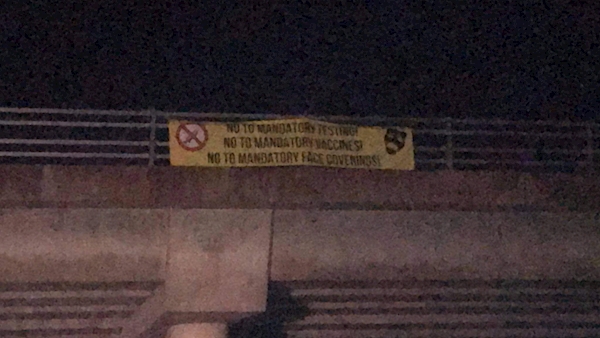 NO TO MANDATORY TESTING!
NO TO MANDATORY VACCINES!
NO TO MANDATORY FACE COVERINGS!